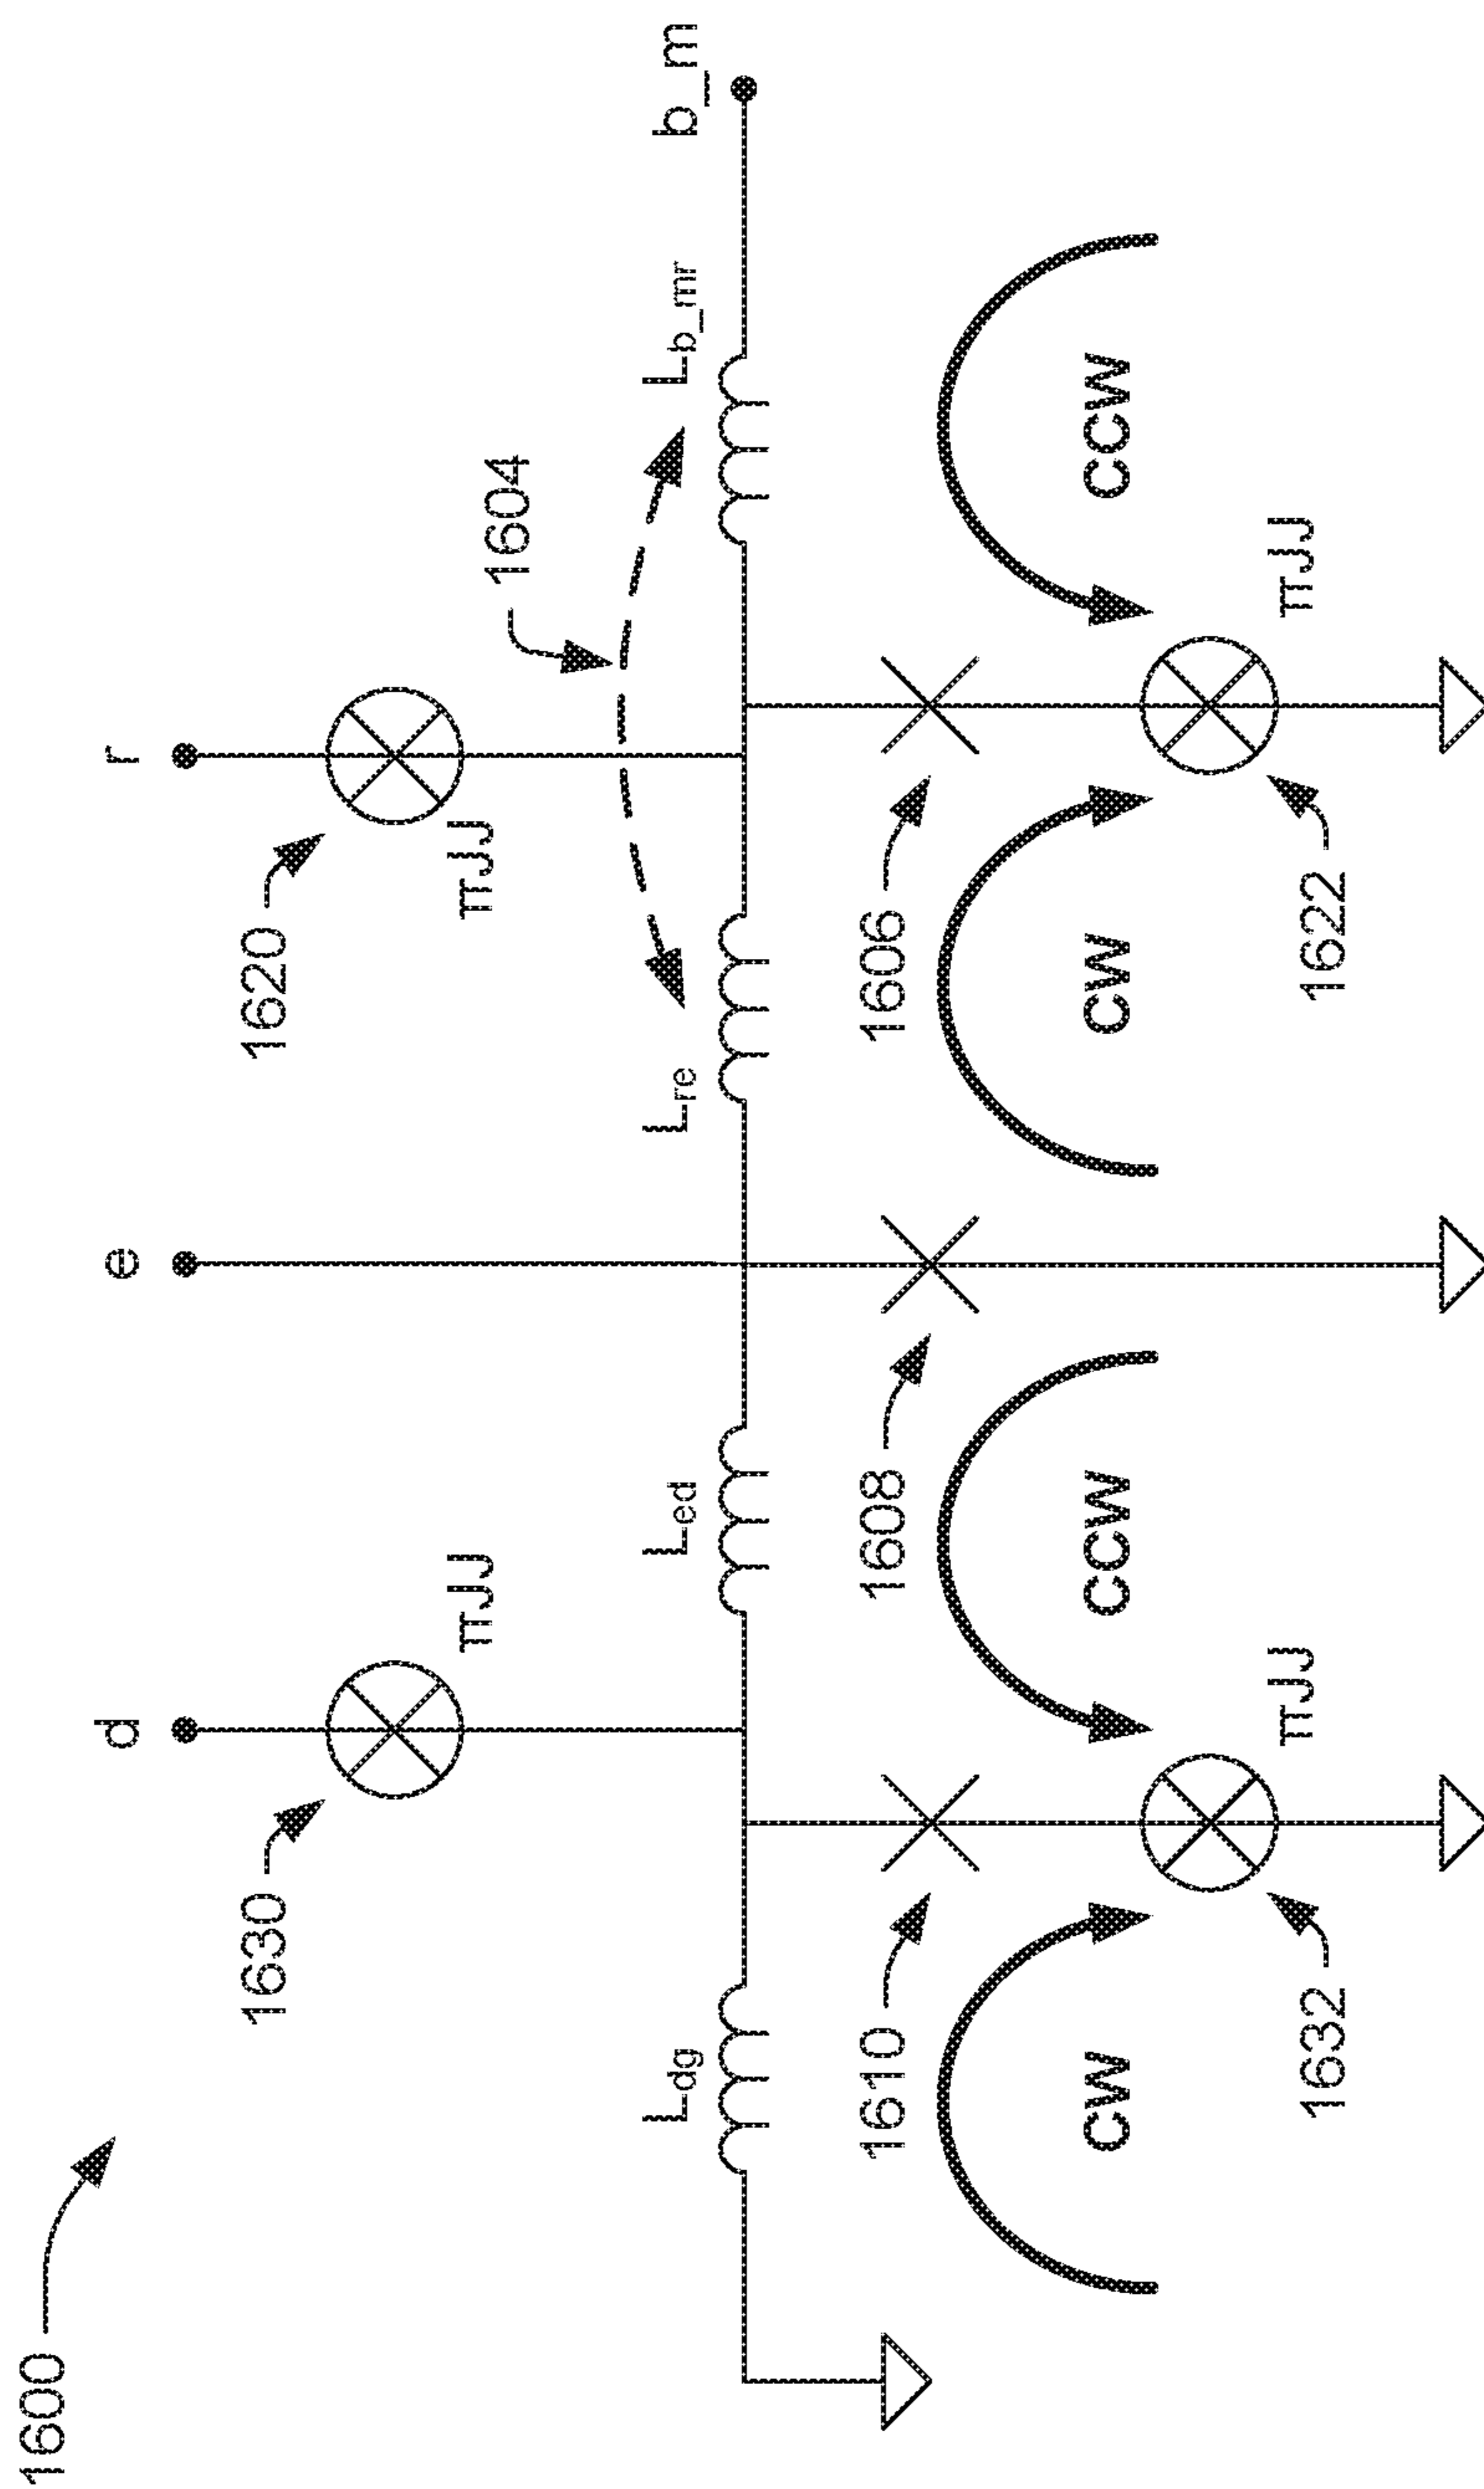 1600
d
e
r
1630
πJJ
1620
πJJ
1604
L_dg
L_ed
L_re
L_b_mr
b_m
1610
1608
1606
CW
CCW
CW
CCW
1632
πJJ
1622
πJJ